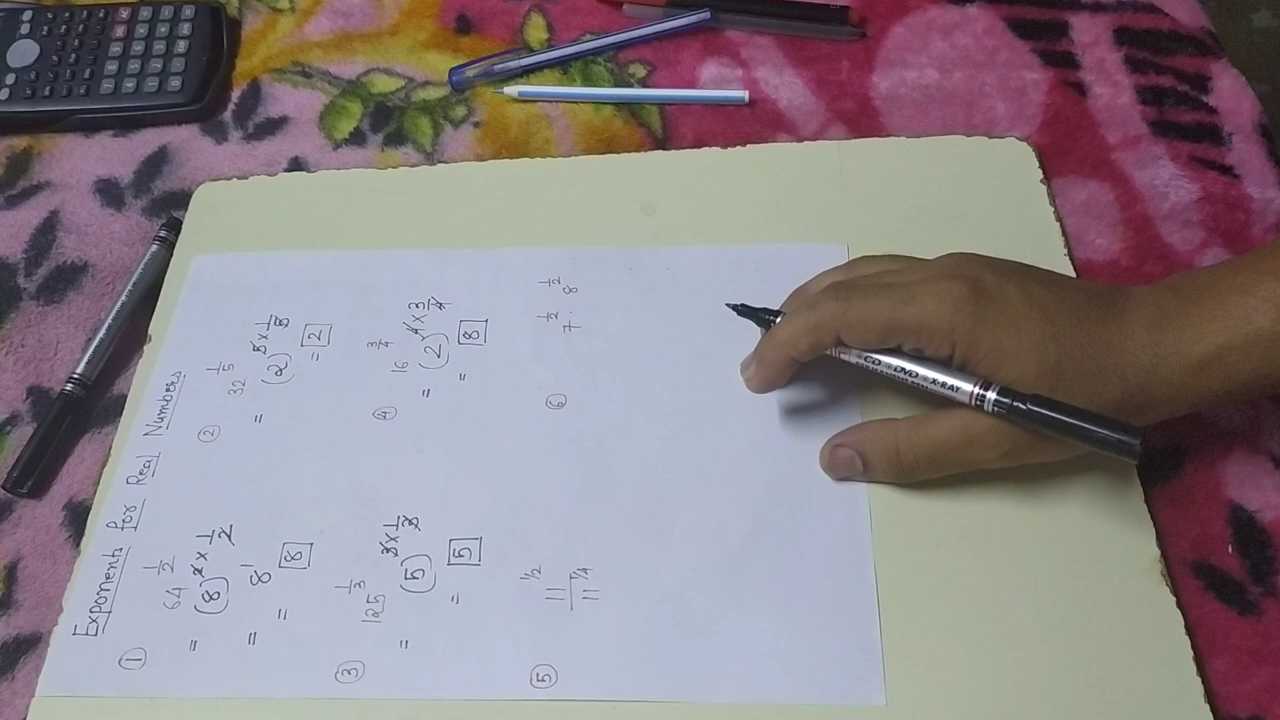 Exponents for Real Numbers
① 64^(1/2)
= (8)^(2 × 1/2)
= 8^1
= 8
② 32^(1/5)
= (2)^(5 × 1/5)
= 2
③ 125^(1/3)
= (5)^(3 × 1/3)
= 5
④ 16^(3/4)
= (2)^(4 × 3/4)
= 8
⑤ 11^(1/2) / 11^(1/4)
⑥ 7^(1/2) · 8^(1/2)
CD • DVD • X-RAY
PERMANENT